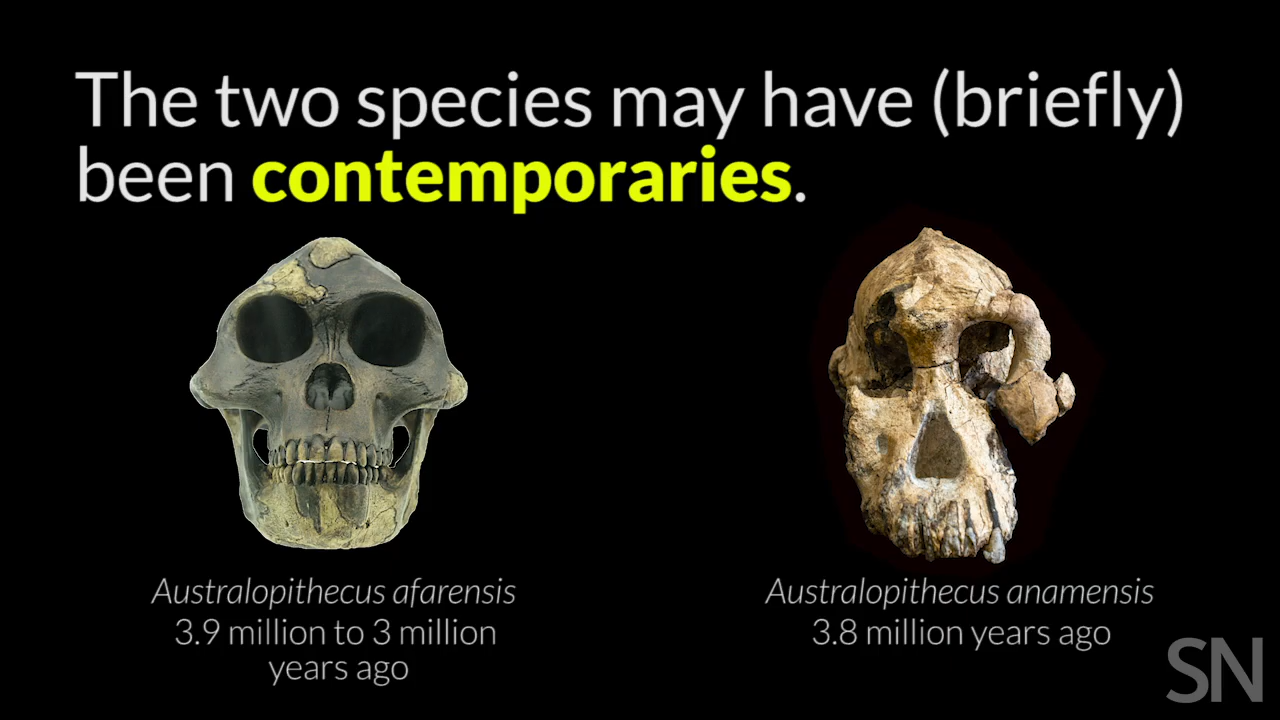 The two species may have (briefly)
been contemporaries.
Australopithecus afarensis
3.9 million to 3 million
years ago
Australopithecus anamensis
3.8 million years ago
SN